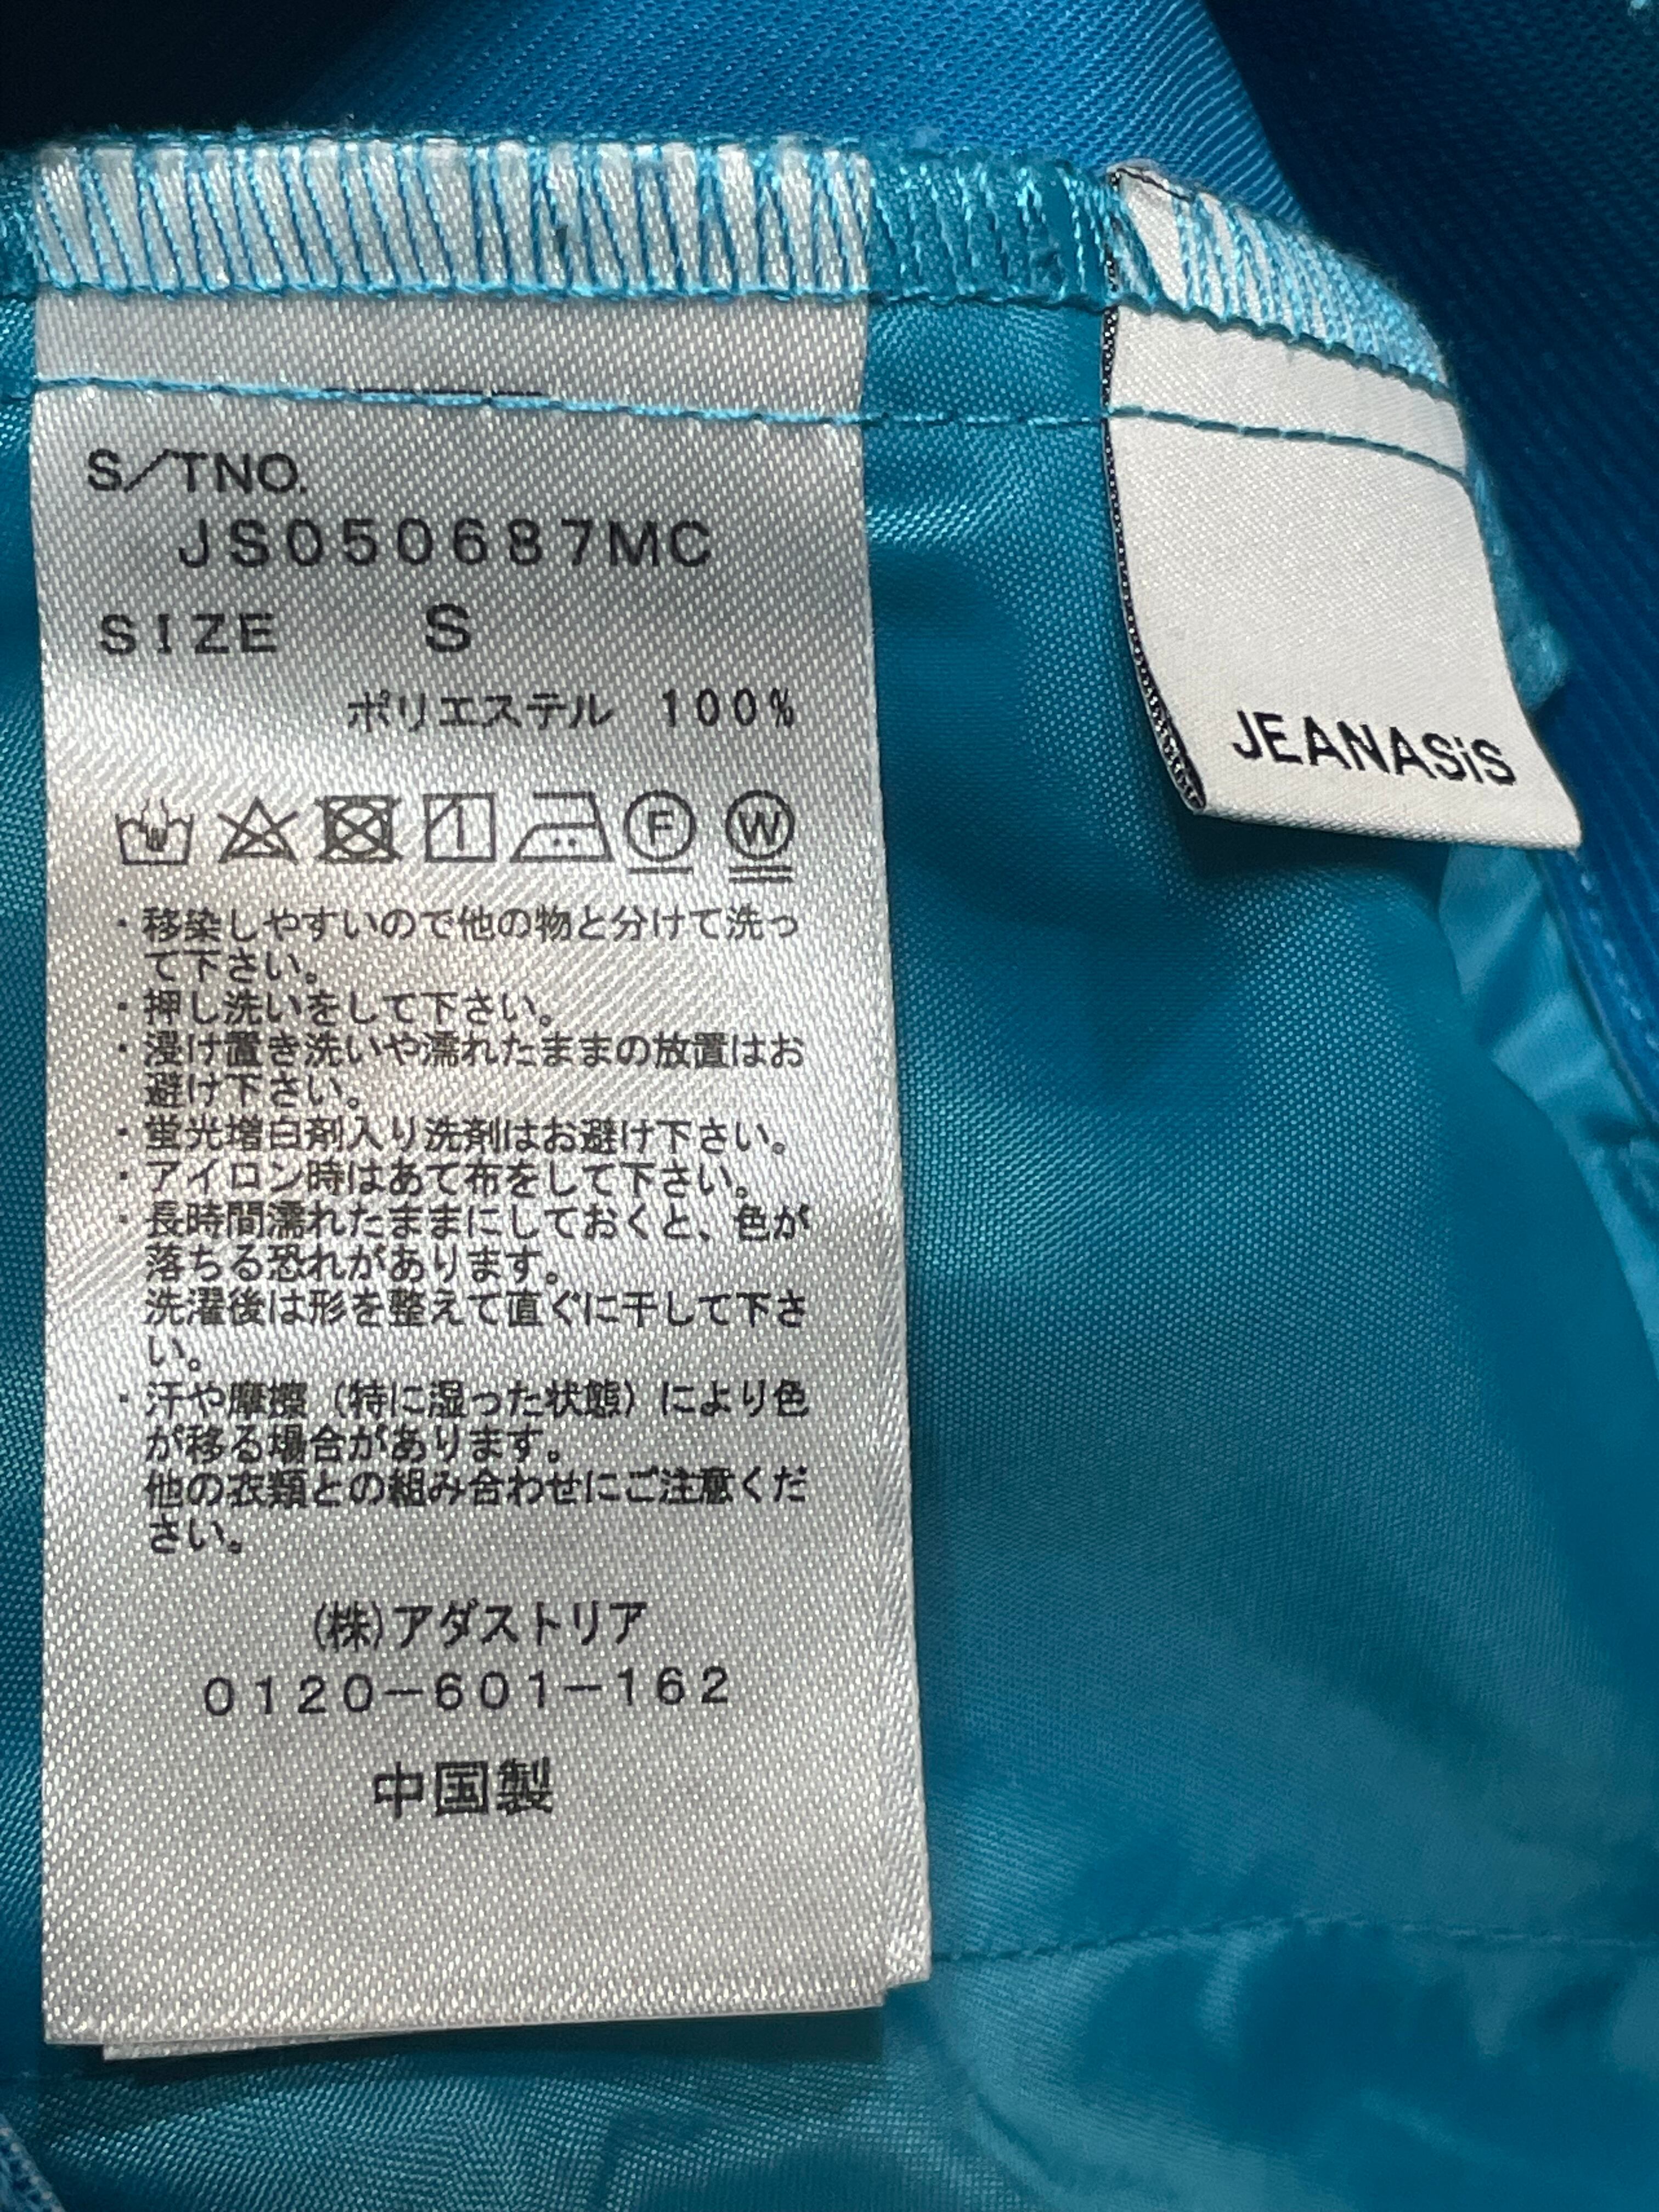 S/TNO.
JS050687MC
SIZE S
ポリエステル 100%
F W
・移染しやすいので他の物と分けて洗っ
て下さい。
・押し洗いをして下さい。
・浸け置き洗いや濡れたままの放置はお
避け下さい。
・蛍光増白剤入り洗剤はお避け下さい。
・アイロン時はあて布をして下さい。
・長時間濡れたままにしておくと、色が
落ちる恐れがあります。
洗濯後は形を整えて直ぐに干して下さ
い。
・汗や摩擦(特に湿った状態)により色
が移る場合があります。
他の衣類との組み合わせにご注意くだ
さい。
(株)アダストリア
0120-601-162
中国製
JEANASiS